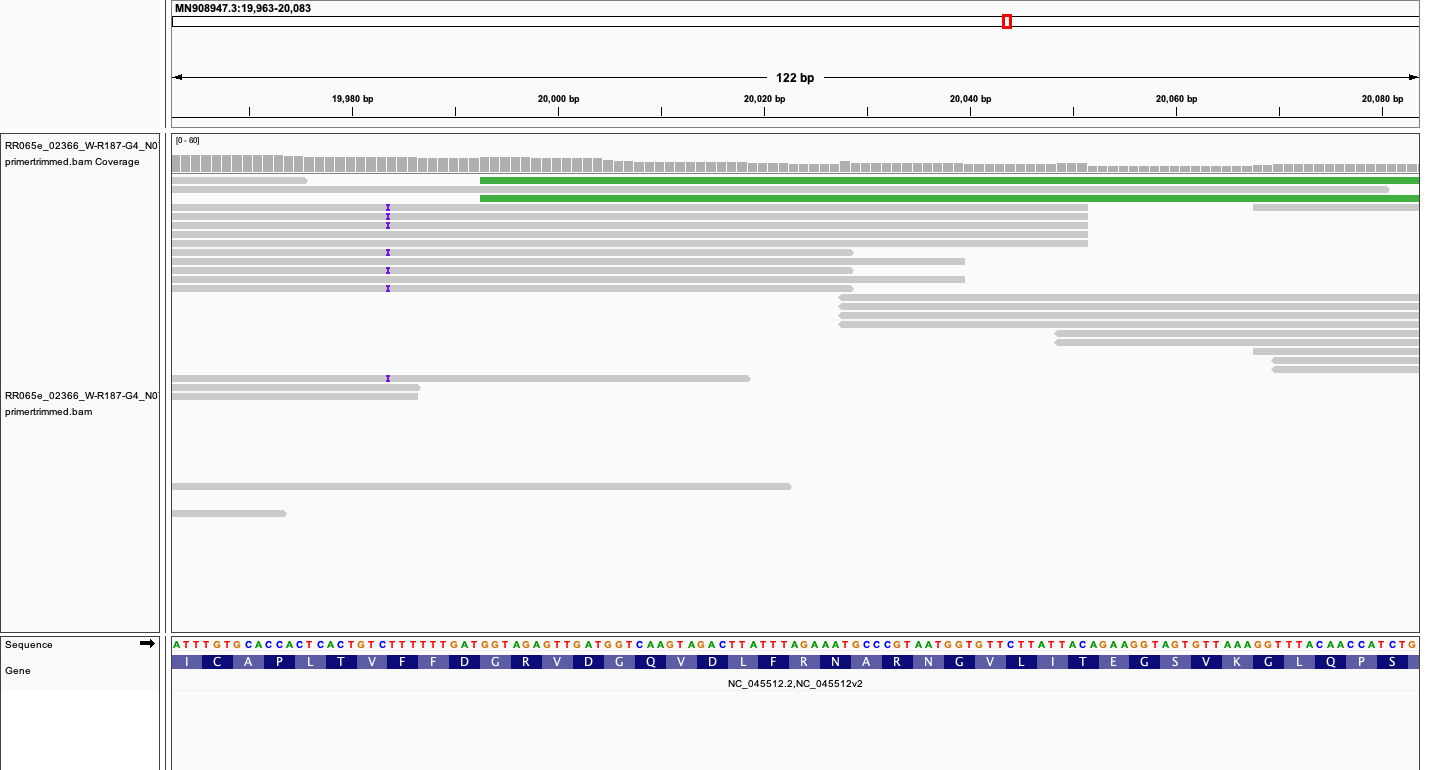 MN908947.3:19,963-20,083
122 bp
19,980 bp 20,000 bp 20,020 bp 20,040 bp 20,060 bp 20,080 bp
[0 - 60]
RR065e_02366_W-R187-G4_N0
primertrimmed.bam Coverage
RR065e_02366_W-R187-G4_N0
primertrimmed.bam
Sequence
ATTTGTGCACCACTCACTGTCTTTTTTGATGGTAGAGTTGATGGTCAAGTAGACTTATTTAGAAATGCCCGTAATGGTGTTCTTATTACAGAAGGTAGTGTTAAAGGTTTACAACCATCTG
Gene
I C A P L T V F F D G R V D G Q V D L F R N A R N G V L I T E G S V K G L Q P S
NC_045512.2,NC_045512v2